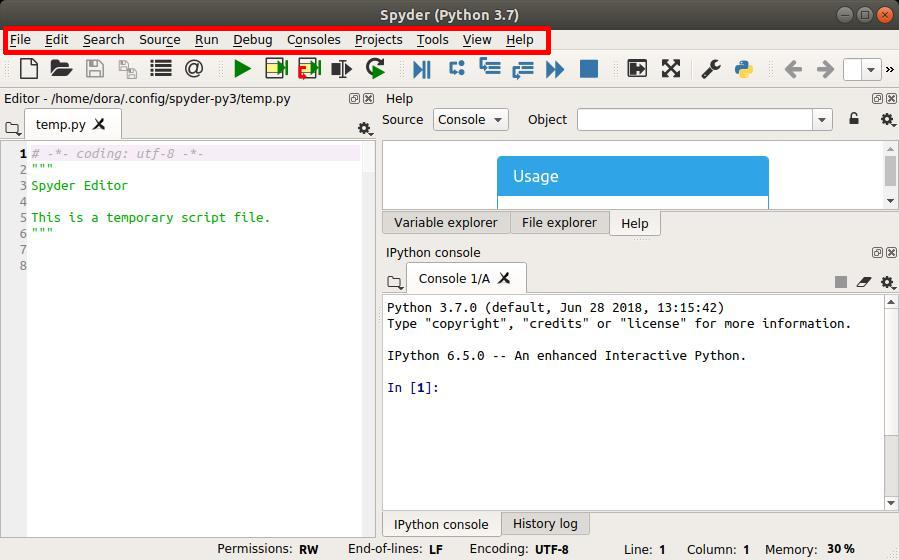 Spyder (Python 3.7)
File Edit Search Source Run Debug Consoles Projects Tools View Help
Editor - /home/dora/.config/spyder-py3/temp.py
temp.py
1 # -*- coding: utf-8 -*-
2 """
3 Spyder Editor
4
5 This is a temporary script file.
6 """
7
8
Help
Source Console Object
Usage
Variable explorer File explorer Help
IPython console
Console 1/A
Python 3.7.0 (default, Jun 28 2018, 13:15:42)
Type "copyright", "credits" or "license" for more information.
IPython 6.5.0 -- An enhanced Interactive Python.
In [1]:
IPython console History log
Permissions: RW End-of-lines: LF Encoding: UTF-8 Line: 1 Column: 1 Memory: 30 %